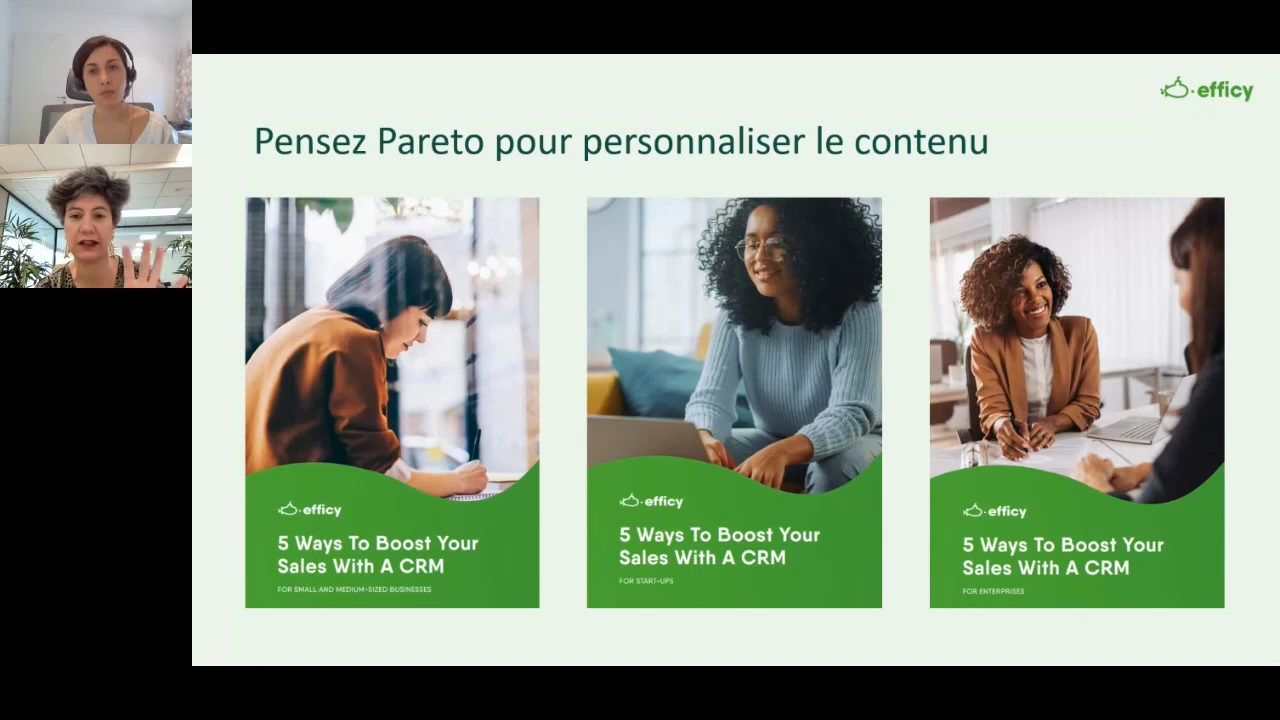 efficy
Pensez Pareto pour personnaliser le contenu
efficy
5 Ways To Boost Your
Sales With A CRM
FOR SMALL AND MEDIUM-SIZED BUSINESSES
efficy
5 Ways To Boost Your
Sales With A CRM
FOR START-UPS
efficy
5 Ways To Boost Your
Sales With A CRM
FOR ENTERPRISES